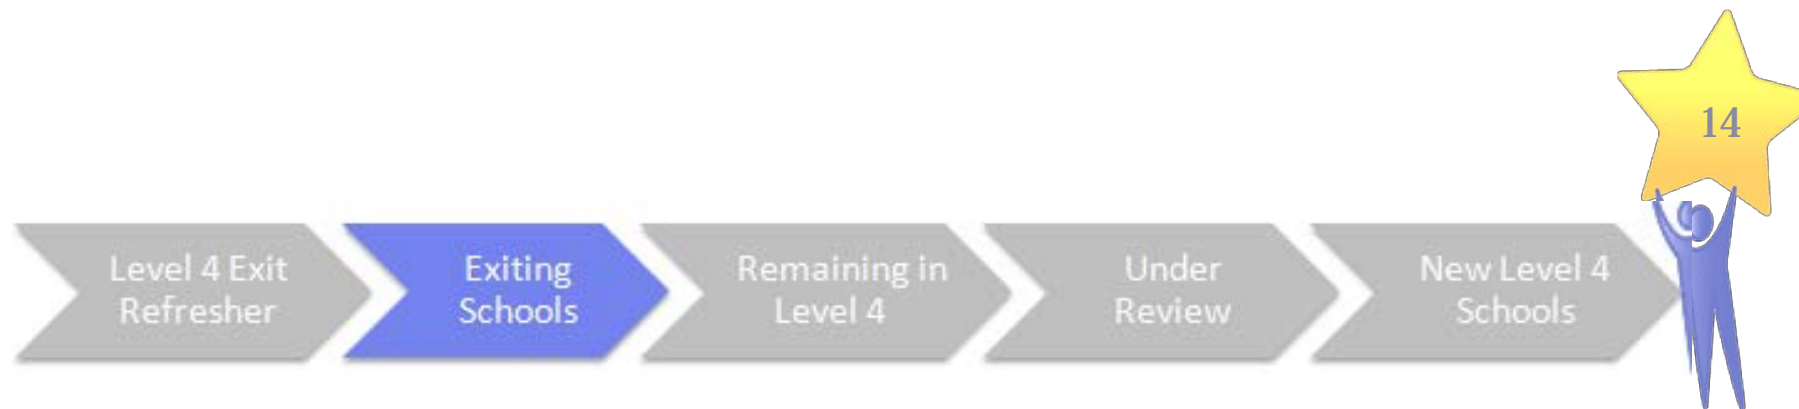 14
Level 4 Exit
Refresher
Exiting
Schools
Remaining in
Level 4
Under
Review
New Level 4
Schools